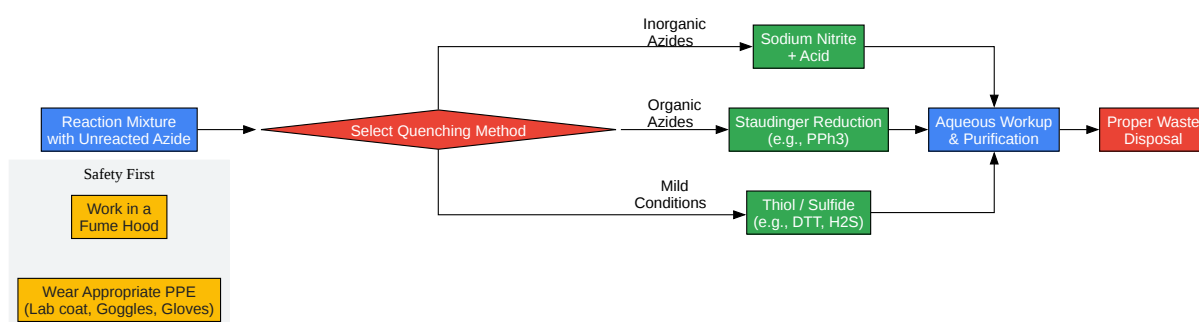 Inorganic
Azides
Sodium Nitrite
+ Acid
Reaction Mixture
with Unreacted Azide
Select Quenching Method
Organic
Azides
Staudinger Reduction
(e.g., PPh3)
Aqueous Workup
& Purification
Proper Waste
Disposal
Safety First
Work in a
Fume Hood
Mild
Conditions
Thiol / Sulfide
(e.g., DTT, H2S)
Wear Appropriate PPE
(Lab coat, Goggles, Gloves)